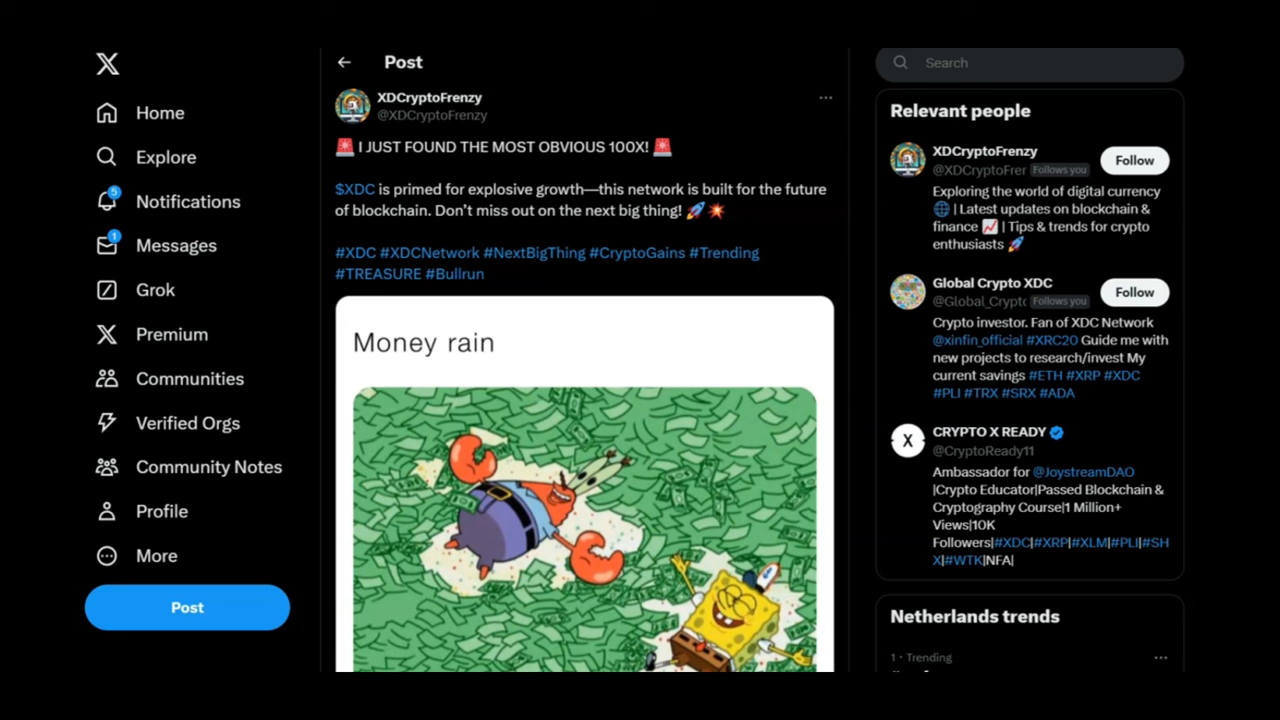 Home
Explore
5
Notifications
1
Messages
Grok
Premium
Communities
Verified Orgs
Community Notes
Profile
More
Post
Post
XDCryptoFrenzy
@XDCryptoFrenzy
🚨 I JUST FOUND THE MOST OBVIOUS 100X! 🚨
$XDC is primed for explosive growth—this network is built for the future
of blockchain. Don’t miss out on the next big thing! 🚀💥
#XDC #XDCNetwork #NextBigThing #CryptoGains #Trending
#TREASURE #Bullrun
Money rain
Search
Relevant people
XDCryptoFrenzy
@XDCryptoFrer Follows you
Follow
Exploring the world of digital currency
🌐 | Latest updates on blockchain &
finance 📈 | Tips & trends for crypto
enthusiasts 🚀
Global Crypto XDC
@Global_Crypto Follows you
Follow
Crypto investor. Fan of XDC Network
@xinfin_official #XRC20 Guide me with
new projects to research/invest My
current savings #ETH #XRP #XDC
#PLI #TRX #SRX #ADA
X
CRYPTO X READY
@CryptoReady11
Ambassador for @JoystreamDAO
|Crypto Educator|Passed Blockchain &
Cryptography Course|1 Million+
Views|10K
Followers|#XDC|#XRP|#XLM|#PLI|#SH
X|#WTK|NFA|
Netherlands trends
1 · Trending